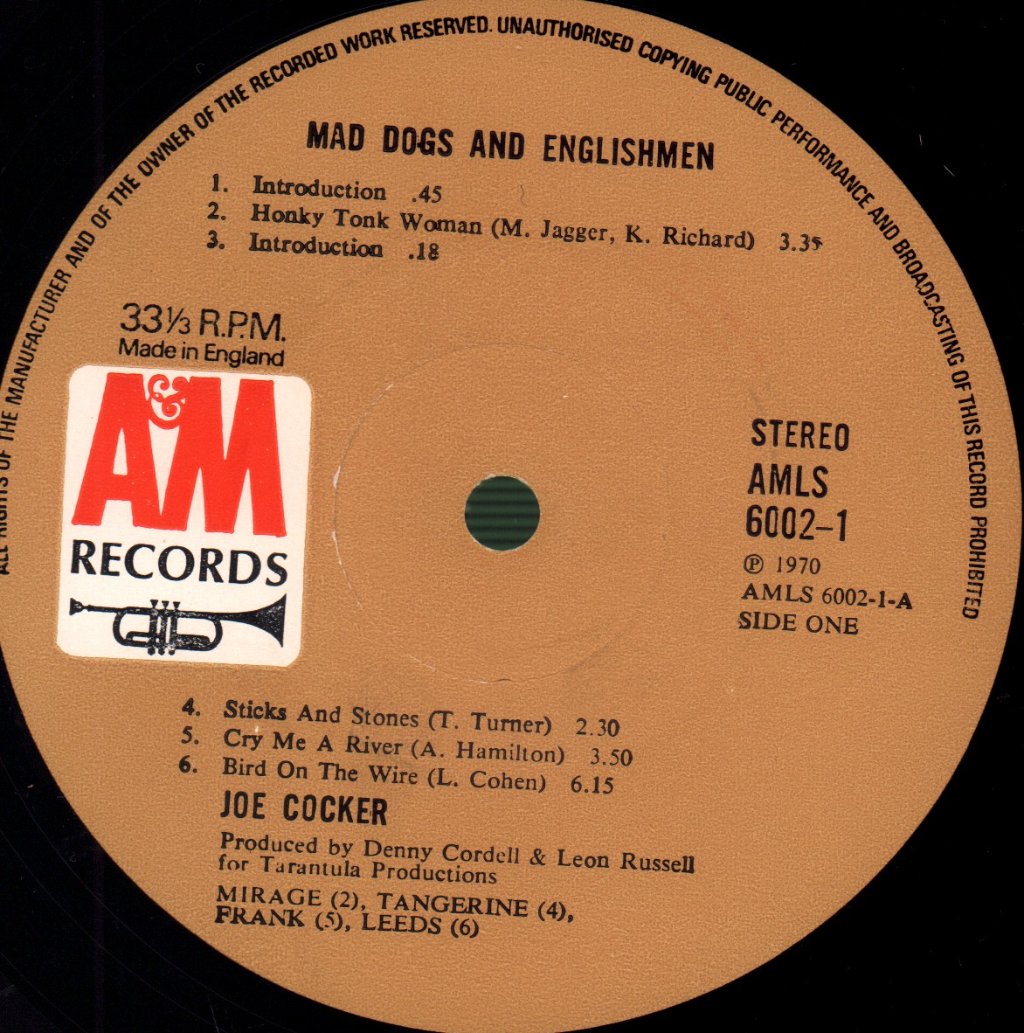 ALL RIGHTS OF THE MANUFACTURER AND OF THE OWNER OF THE RECORDED WORK RESERVED. UNAUTHORISED COPYING PUBLIC PERFORMANCE AND BROADCASTING OF THIS RECORD PROHIBITED
MAD DOGS AND ENGLISHMEN
1. Introduction .45
2. Honky Tonk Woman (M. Jagger, K. Richard) 3.35
3. Introduction .18
33⅓ R.P.M.
Made in England
A&M
RECORDS
STEREO
AMLS
6002-1
℗ 1970
AMLS 6002-1-A
SIDE ONE
4. Sticks And Stones (T. Turner) 2.30
5. Cry Me A River (A. Hamilton) 3.50
6. Bird On The Wire (L. Cohen) 6.15
JOE COCKER
Produced by Denny Cordell & Leon Russell
for Tarantula Productions
MIRAGE (2), TANGERINE (4),
FRANK (5), LEEDS (6)